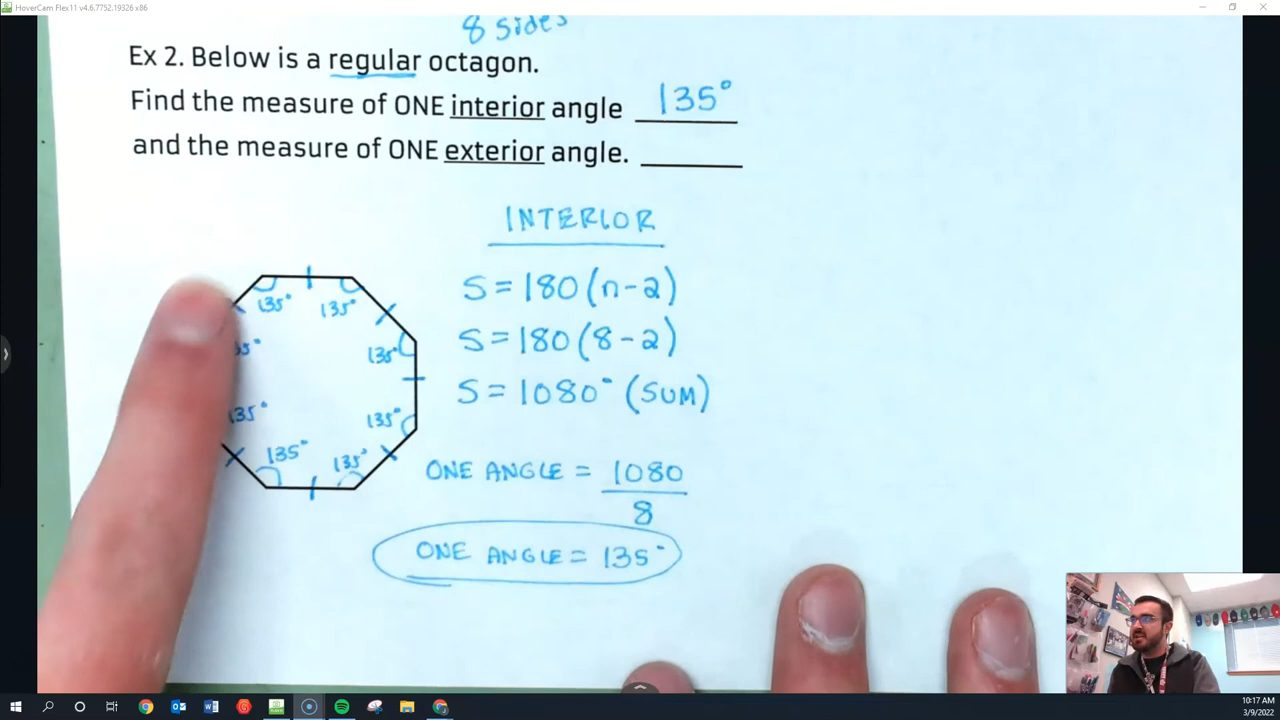 HoverCam Flex11 v4.6.7752.19326 x86
8 sides
Ex 2. Below is a regular octagon.
Find the measure of ONE interior angle 135°
and the measure of ONE exterior angle.
INTERIOR
S = 180(n-2)
S = 180(8-2)
S = 1080° (SUM)
ONE ANGLE = 1080
8
ONE ANGLE = 135°
135° 135°
135°
135° 135°
135° 135°
10:17 AM
3/9/2022